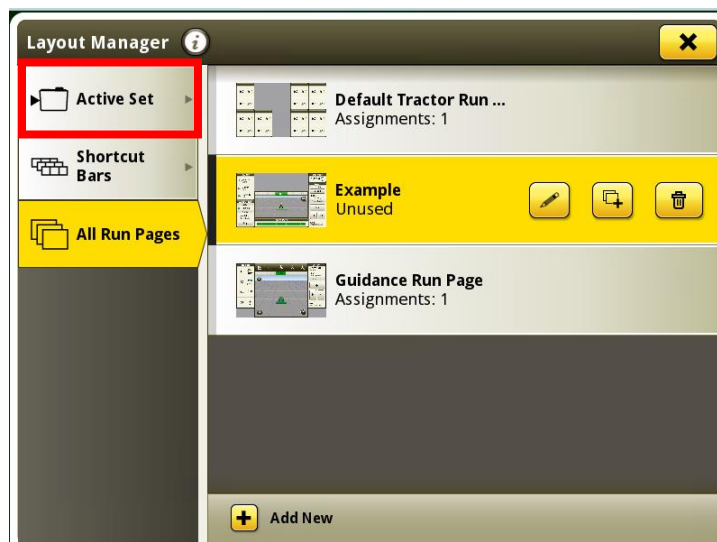 Layout Manager i
Active Set
Default Tractor Run ...
Assignments: 1
Shortcut
Bars
Example
Unused
All Run Pages
Guidance Run Page
Assignments: 1
Add New